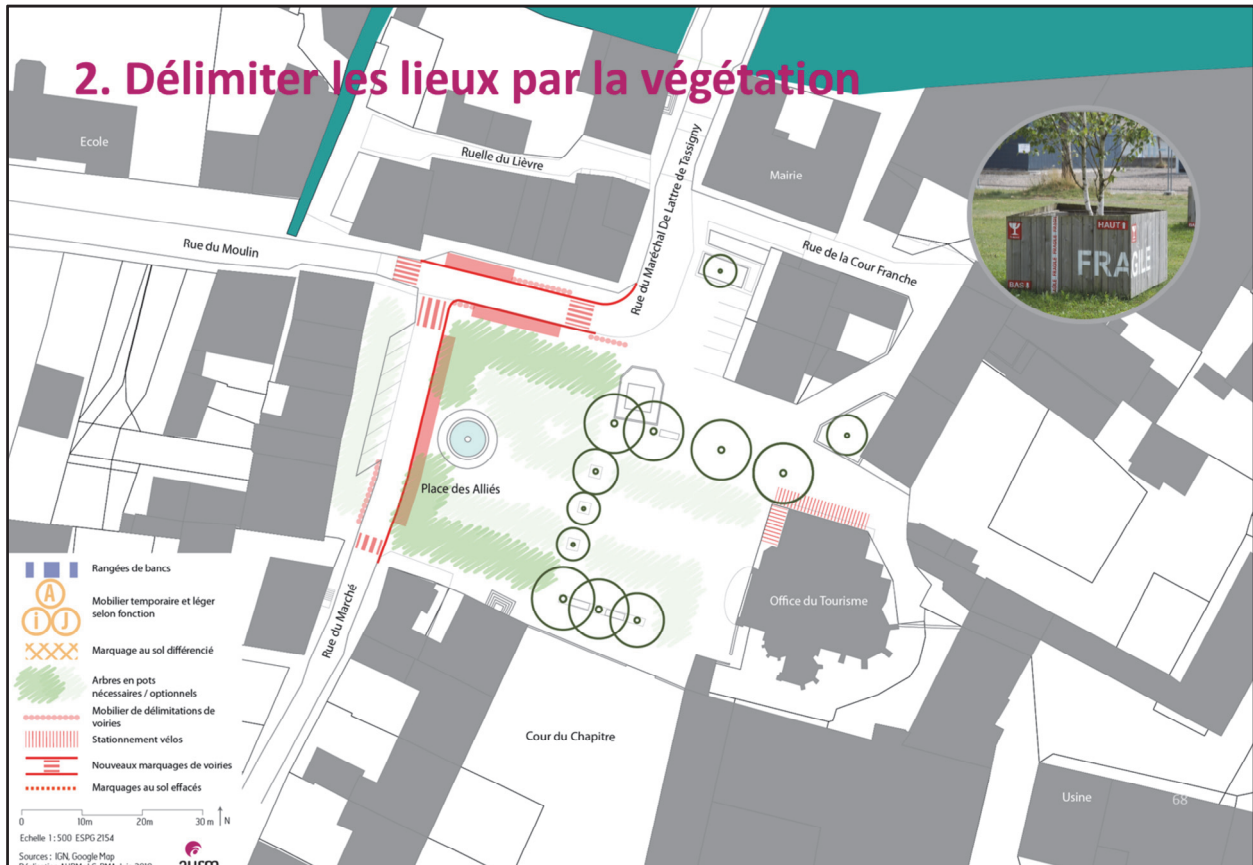 2. Délimiter les lieux par la végétation
Ecole
Ruelle du Lièvre
Rue du Maréchal De Lattre de Tassigny
Mairie
Rue du Moulin
Rue de la Cour Franche
HAUT
FRAGILE
BAS
Place des Alliés
Rue du Marché
Office du Tourisme
Cour du Chapitre
Usine
68
Rangées de bancs
A
i J
Mobilier temporaire et léger
selon fonction
Marquage au sol différencié
Arbres en pots
nécessaires / optionnels
Mobilier de délimitations de
voiries
Stationnement vélos
Nouveaux marquages de voiries
Marquages au sol effacés
0 10m 20m 30 m N
Echelle 1:500 ESPG 2154
Sources : IGN, Google Map
aurm